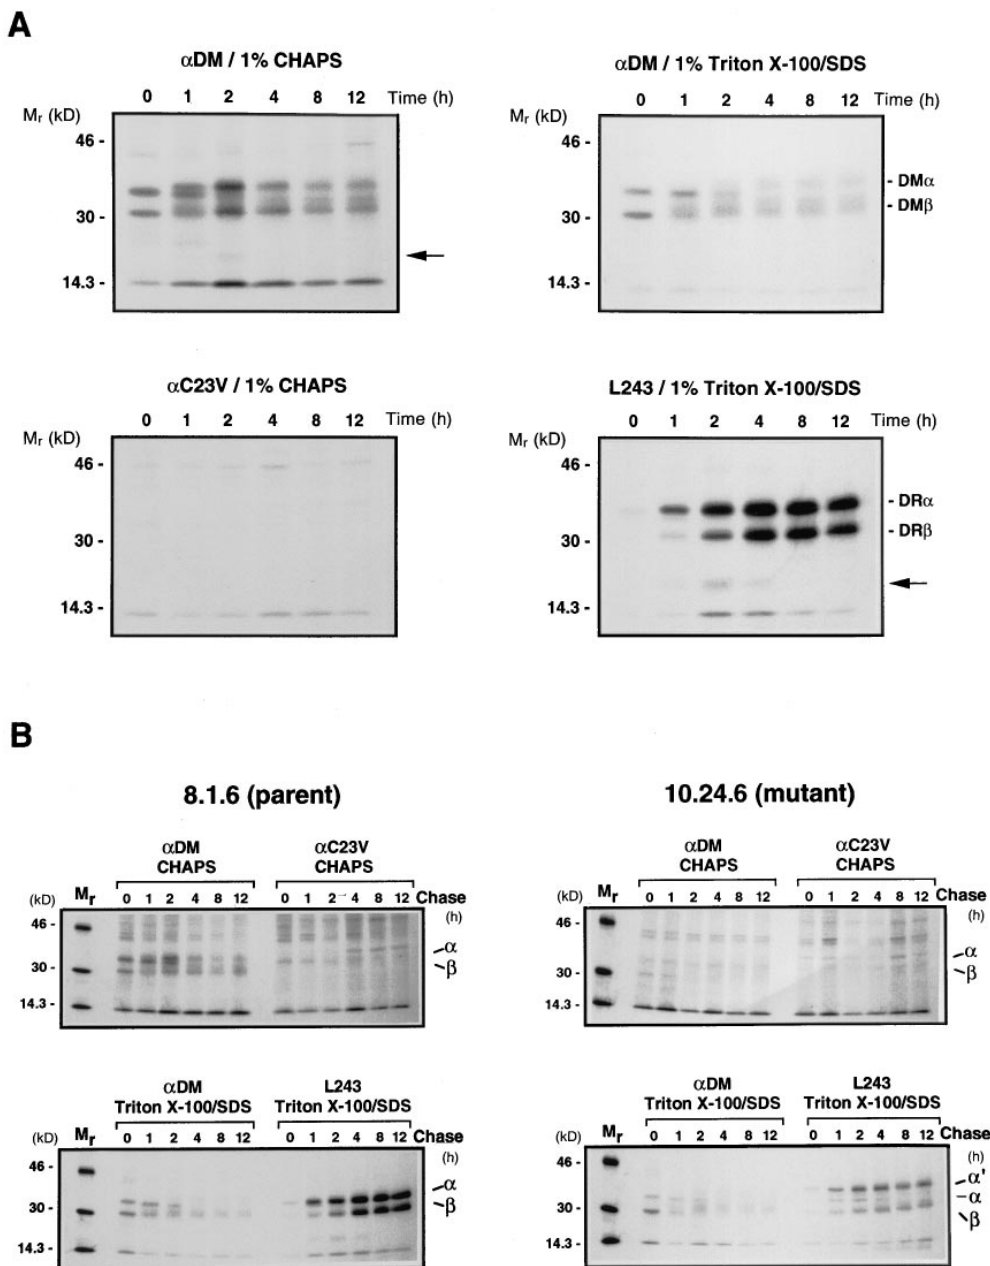 A
αDM / 1% CHAPS
0 1 2 4 8 12 Time (h)
Mr (kD)
46 -
30 -
14.3 -
αDM / 1% Triton X-100/SDS
0 1 2 4 8 12 Time (h)
Mr (kD)
46 -
- DMα
- DMβ
30 -
14.3 -
αC23V / 1% CHAPS
0 1 2 4 8 12 Time (h)
Mr (kD)
46 -
30 -
14.3 -
L243 / 1% Triton X-100/SDS
0 1 2 4 8 12 Time (h)
Mr (kD)
46 -
- DRα
- DRβ
30 -
14.3 -
B
8.1.6 (parent)
αDM CHAPS
αC23V CHAPS
(kD) Mr 0 1 2 4 8 12 0 1 2 4 8 12 Chase
(h)
46 -
α
30 - β
14.3 -
αDM Triton X-100/SDS
L243 Triton X-100/SDS
(kD) Mr 0 1 2 4 8 12 0 1 2 4 8 12 Chase
(h)
46 -
α
30 - β
14.3 -
10.24.6 (mutant)
αDM CHAPS
αC23V CHAPS
(kD) Mr 0 1 2 4 8 12 0 1 2 4 8 12 Chase
(h)
46 -
α
30 - β
14.3 -
αDM Triton X-100/SDS
L243 Triton X-100/SDS
(kD) Mr 0 1 2 4 8 12 0 1 2 4 8 12 Chase
(h)
46 -
α'
α
30 - β
14.3 -